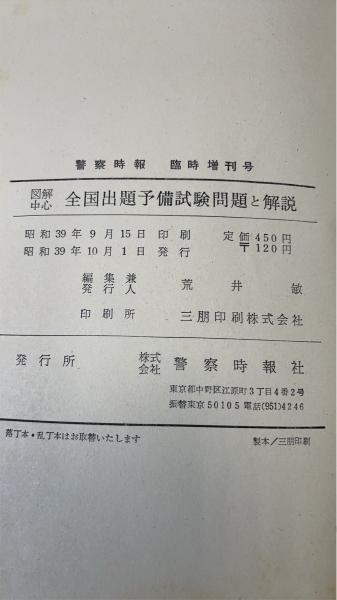 警察時報 臨時増刊号
図解中心 全国出題予備試験問題と解説
昭和39年9月15日 印刷 定価450円
昭和39年10月1日 発行 〒120円
編集兼発行人 荒井 敏
印刷所 三朋印刷株式会社
発行所 株式会社 警察時報社
東京都中野区江原町3丁目4番2号
振替東京50105 電話(951)4246
落丁本・乱丁本はお取替いたします 製本/三朋印刷